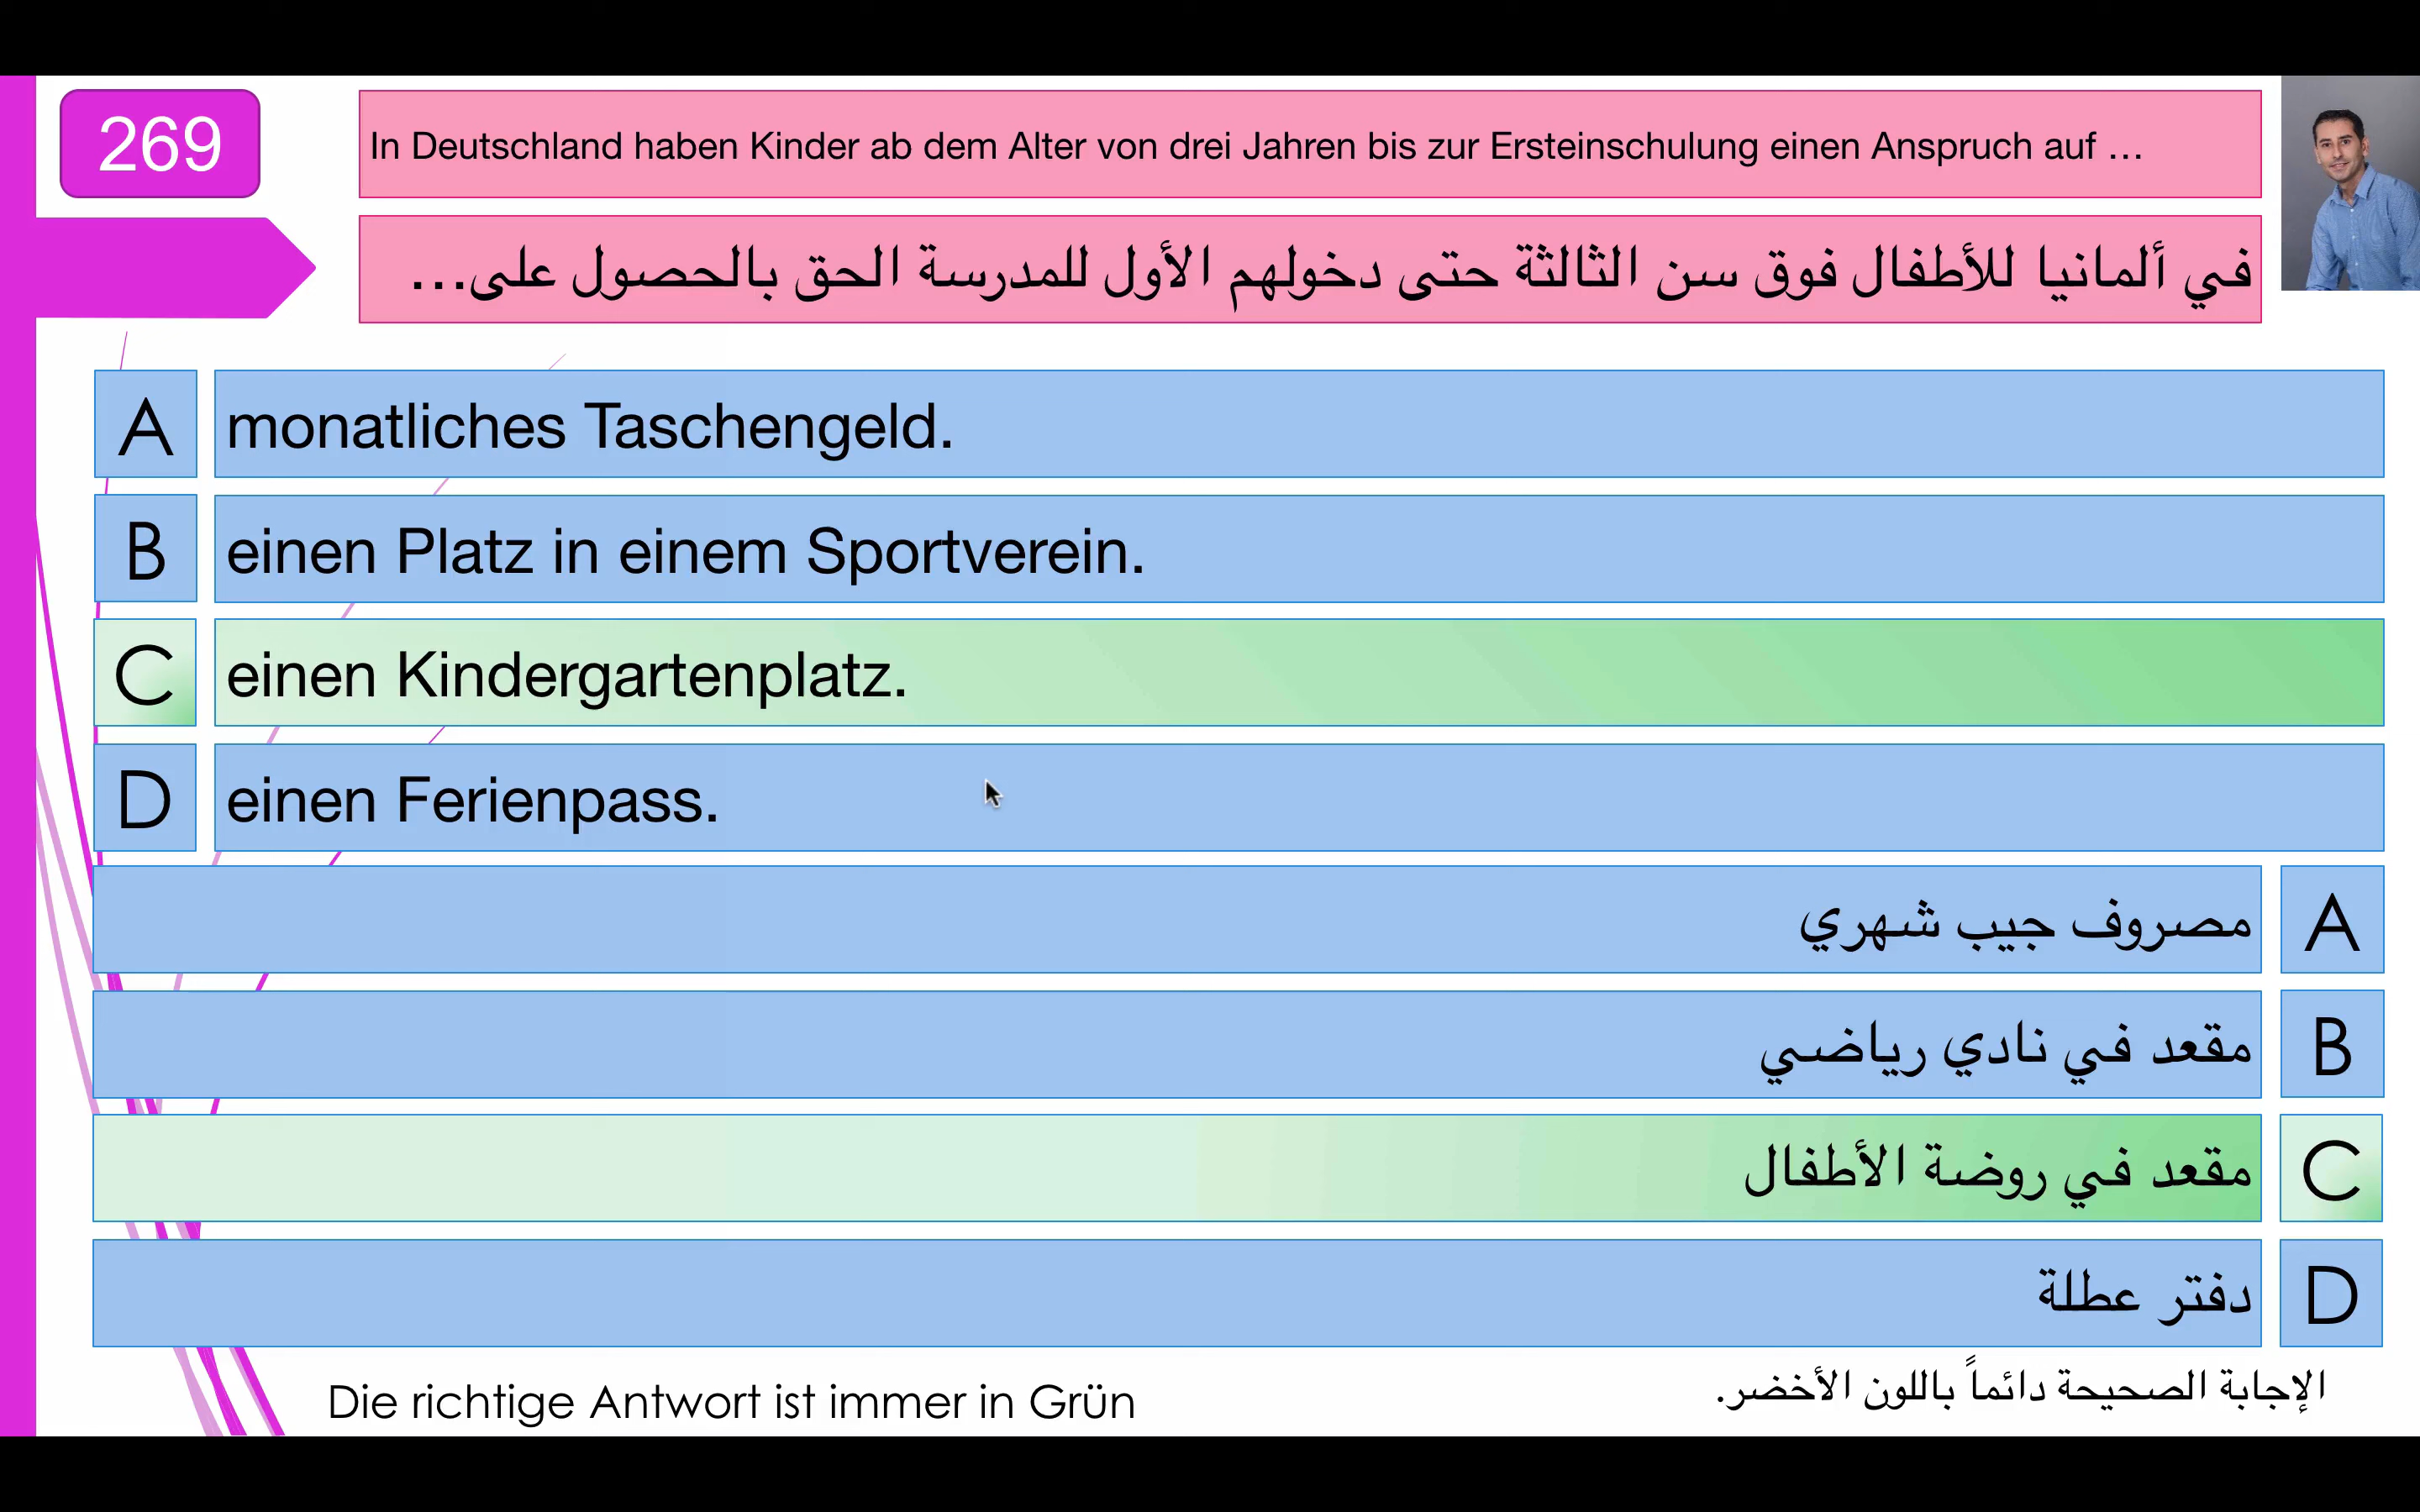 269
In Deutschland haben Kinder ab dem Alter von drei Jahren bis zur Ersteinschulung einen Anspruch auf …
في ألمانيا للأطفال فوق سن الثالثة حتى دخولهم الأول للمدرسة الحق بالحصول على...
A monatliches Taschengeld.
B einen Platz in einem Sportverein.
C einen Kindergartenplatz.
D einen Ferienpass.
A مصروف جيب شهري
B مقعد في نادي رياضي
C مقعد في روضة الأطفال
D دفتر عطلة
Die richtige Antwort ist immer in Grün
الإجابة الصحيحة دائماً باللون الأخضر.